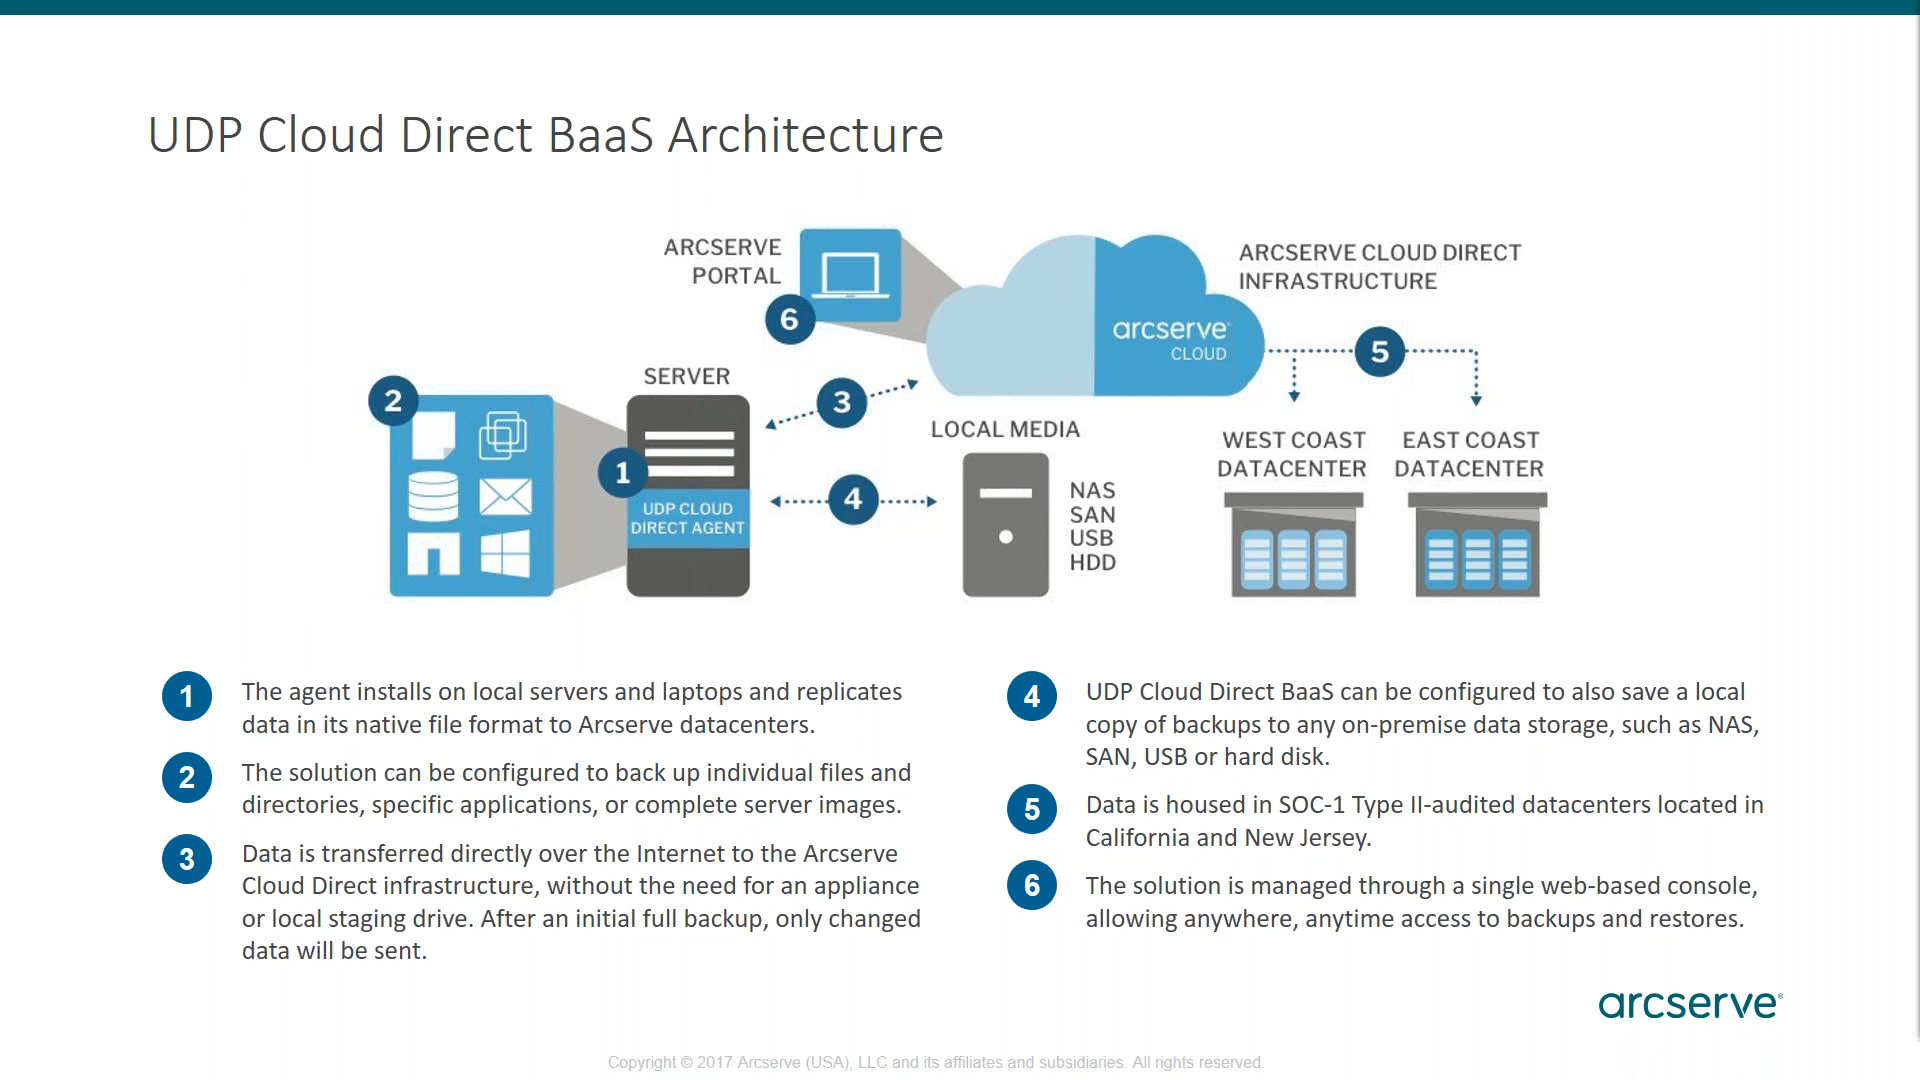 UDP Cloud Direct BaaS Architecture
ARCSERVE
PORTAL
6
arcserve
CLOUD
ARCSERVE CLOUD DIRECT
INFRASTRUCTURE
5
2
SERVER
1
UDP CLOUD
DIRECT AGENT
3
4
LOCAL MEDIA
NAS
SAN
USB
HDD
WEST COAST
DATACENTER
EAST COAST
DATACENTER
1
The agent installs on local servers and laptops and replicates
data in its native file format to Arcserve datacenters.
2
The solution can be configured to back up individual files and
directories, specific applications, or complete server images.
3
Data is transferred directly over the Internet to the Arcserve
Cloud Direct infrastructure, without the need for an appliance
or local staging drive. After an initial full backup, only changed
data will be sent.
4
UDP Cloud Direct BaaS can be configured to also save a local
copy of backups to any on-premise data storage, such as NAS,
SAN, USB or hard disk.
5
Data is housed in SOC-1 Type II-audited datacenters located in
California and New Jersey.
6
The solution is managed through a single web-based console,
allowing anywhere, anytime access to backups and restores.
arcserve®
Copyright © 2017 Arcserve (USA), LLC and its affiliates and subsidiaries. All rights reserved.